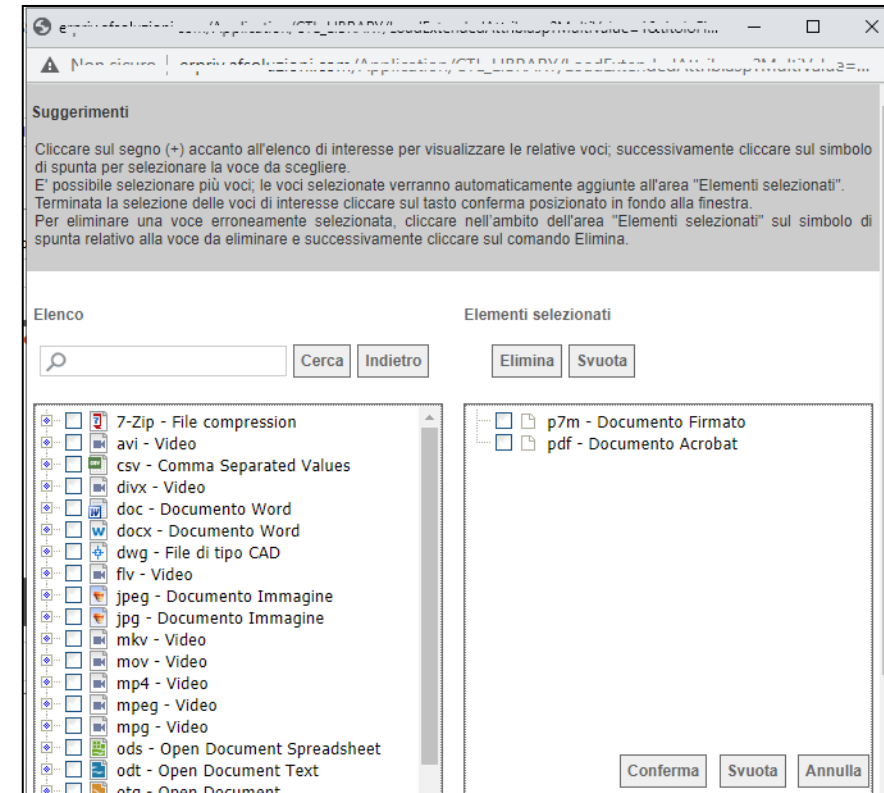 Non sicuro
Suggerimenti
Cliccare sul segno (+) accanto all'elenco di interesse per visualizzare le relative voci; successivamente cliccare sul simbolo
di spunta per selezionare la voce da scegliere.
E' possibile selezionare più voci; le voci selezionate verranno automaticamente aggiunte all'area "Elementi selezionati".
Terminata la selezione delle voci di interesse cliccare sul tasto conferma posizionato in fondo alla finestra.
Per eliminare una voce erroneamente selezionata, cliccare nell'ambito dell'area "Elementi selezionati" sul simbolo di
spunta relativo alla voce da eliminare e successivamente cliccare sul comando Elimina.
Elenco
Elementi selezionati
Cerca
Indietro
Elimina
Svuota
7-Zip - File compression
avi - Video
csv - Comma Separated Values
divx - Video
doc - Documento Word
docx - Documento Word
dwg - File di tipo CAD
flv - Video
jpeg - Documento Immagine
jpg - Documento Immagine
mkv - Video
mov - Video
mp4 - Video
mpeg - Video
mpg - Video
ods - Open Document Spreadsheet
odt - Open Document Text
otg - Open Document
p7m - Documento Firmato
pdf - Documento Acrobat
Conferma
Svuota
Annulla